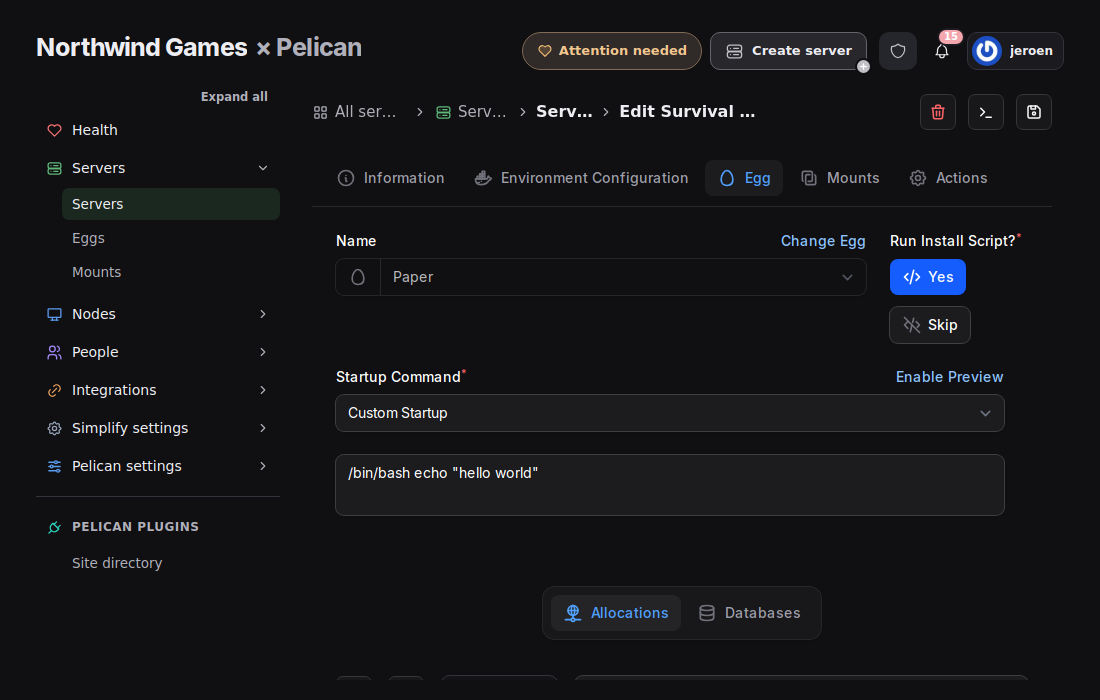 Northwind Games × Pelican
Attention needed
Create server
15
jeroen
Expand all
Health
Servers
Servers
Eggs
Mounts
Nodes
People
Integrations
Simplify settings
Pelican settings
PELICAN PLUGINS
Site directory
All ser... > Serv... > Serv... > Edit Survival ...
Information
Environment Configuration
Egg
Mounts
Actions
Name
Change Egg
Paper
Run Install Script?*
Yes
Skip
Startup Command*
Enable Preview
Custom Startup
/bin/bash echo "hello world"
Allocations
Databases